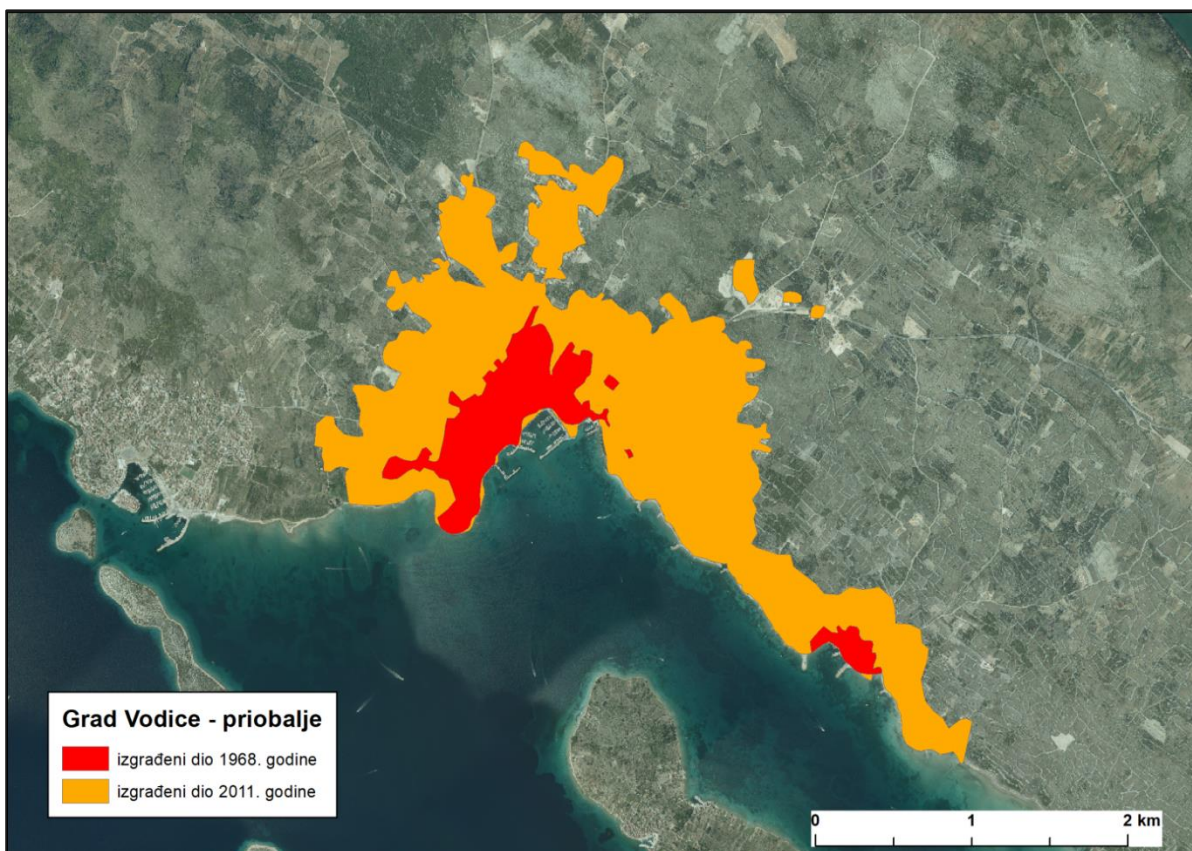 Grad Vodice - priobalje
izgrađeni dio 1968. godine
izgrađeni dio 2011. godine
0 1 2 km